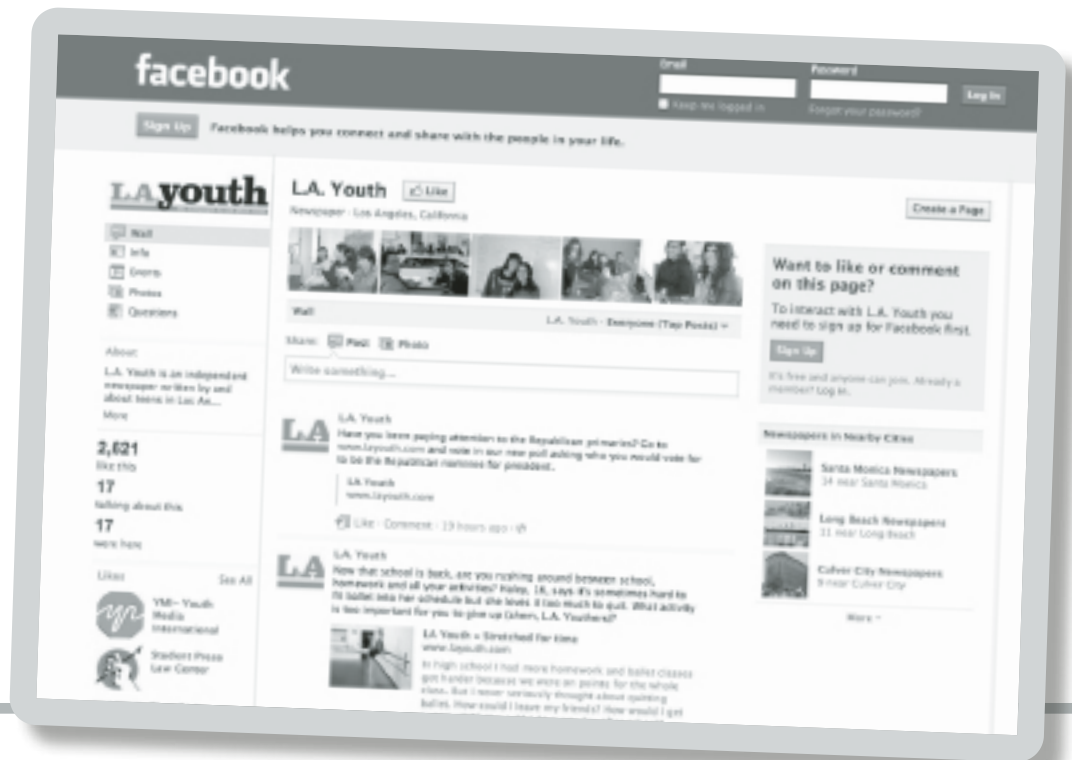 facebook
Email
Password
Keep me logged in
Forgot your password?
Log In
Sign Up
Facebook helps you connect and share with the people in your life.
L.A. youth
Wall
Info
Events
Photos
Questions
About
L.A. Youth is an independent
newspaper written by and
about teens in Los An...
More
2,621
like this
17
talking about this
17
were here
Likes
See All
YMI- Youth
Media
International
Student Press
Law Center
L.A. Youth
Like
Newspaper · Los Angeles, California
Wall
L.A. Youth · Everyone (Top Posts)
Share:
Post
Photo
Write something...
LA
L.A. Youth
Have you been paying attention to the Republican primaries? Go to
www.layouth.com and vote in our new poll asking who you would vote for
to be the Republican nominee for president.
LA Youth
www.layouth.com
Like · Comment · 19 hours ago
LA
L.A. Youth
Now that school is back, are you rushing around between school,
homework and all your activities? Haley, 16, says it's sometimes hard to
fit ballet into her schedule but she loves it too much to quit. What activity
is too important for you to give up L.A. Youthers?
LA Youth » Stretched for time
www.layouth.com
In high school I had more homework and ballet classes
got harder because we were on pointe for the whole
class. But I never seriously thought about quitting
ballet. How could I leave my friends? How would I get
Create a Page
Want to like or comment
on this page?
To interact with L.A. Youth you
need to sign up for Facebook first.
Sign Up
It's free and anyone can join. Already a
member? Log in.
Newspapers in Nearby Cities
Santa Monica Newspapers
14 near Santa Monica
Long Beach Newspapers
11 near Long Beach
Culver City Newspapers
9 near Culver City
More